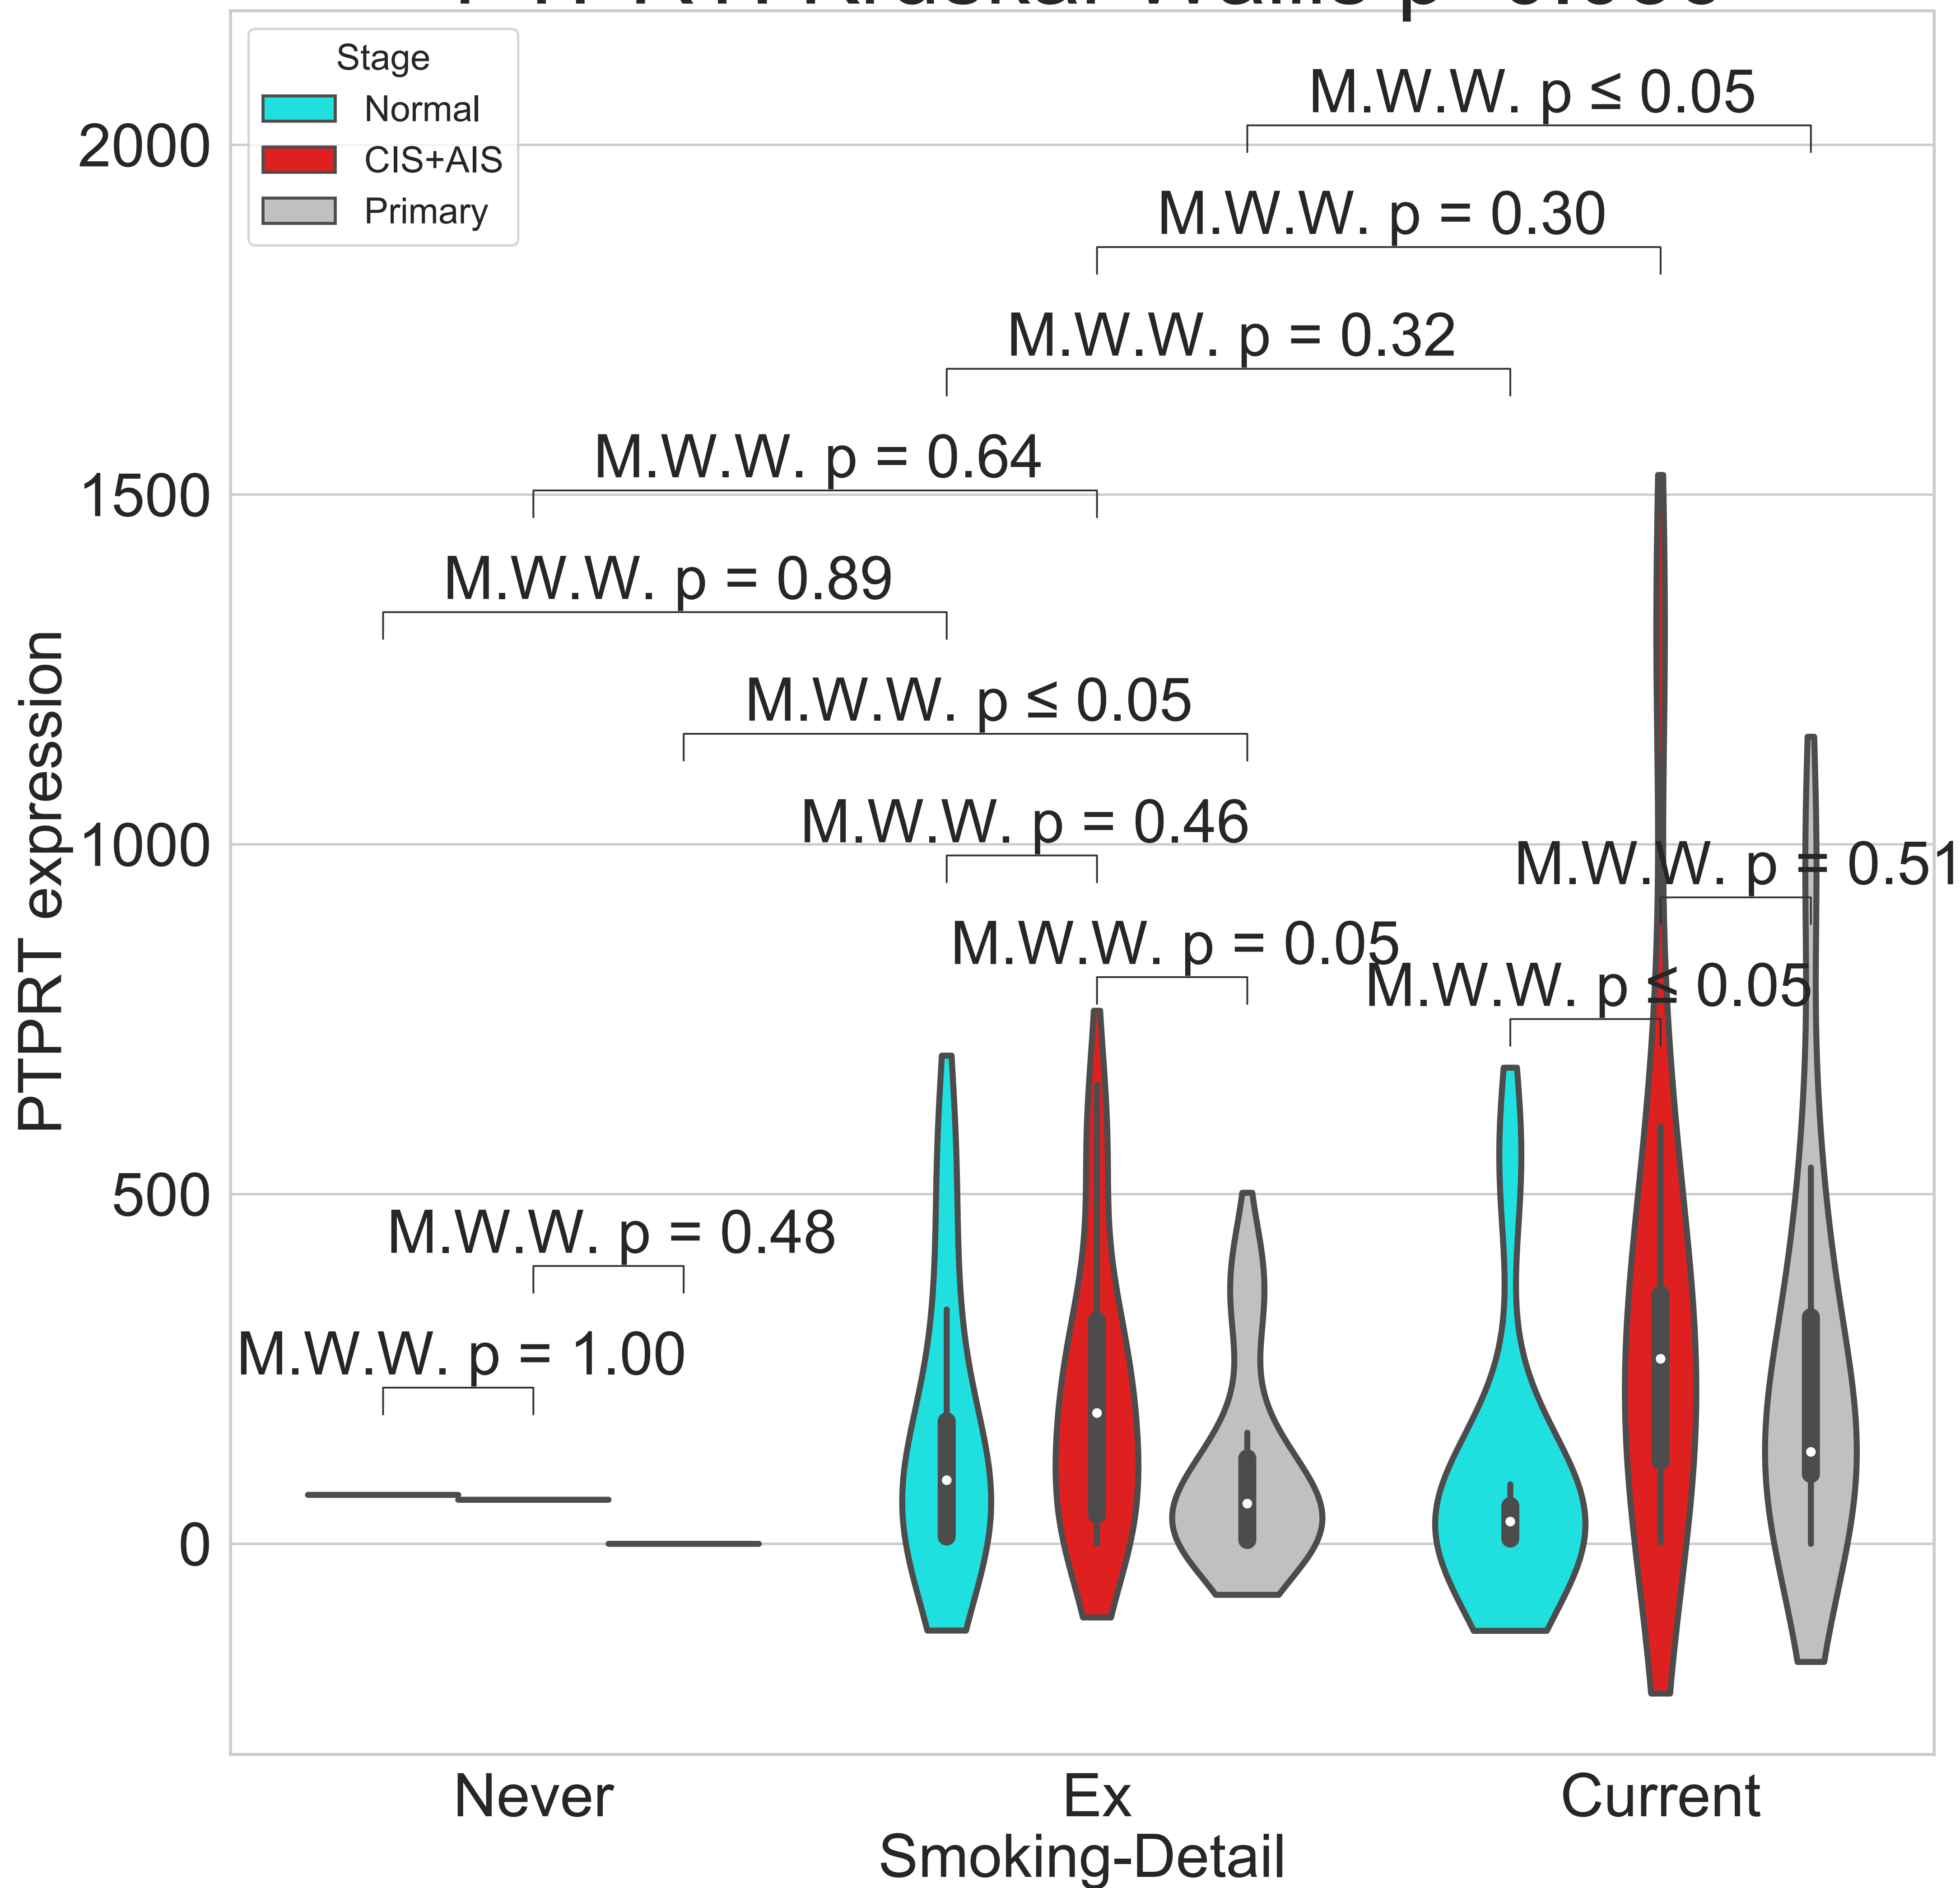 Stage
Normal
CIS+AIS
Primary
M.W.W. p ≤ 0.05
M.W.W. p = 0.30
M.W.W. p = 0.32
M.W.W. p = 0.64
M.W.W. p = 0.89
M.W.W. p ≤ 0.05
M.W.W. p = 0.46
M.W.W. p = 0.51
M.W.W. p = 0.05
M.W.W. p ≤ 0.05
M.W.W. p = 0.48
M.W.W. p = 1.00
2000
1500
1000
500
0
PTPRT expression
Never
Ex
Current
Smoking-Detail